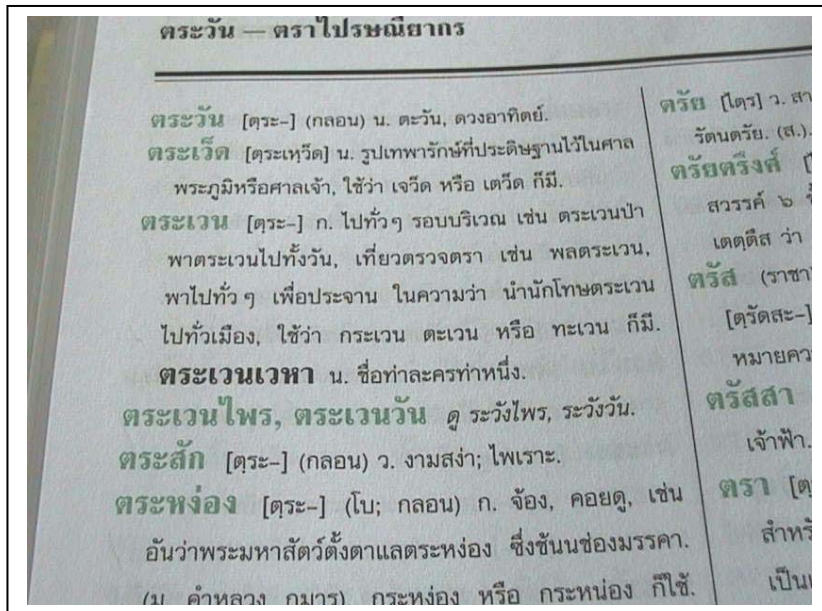 ตระวัน — ตราไปรษณียากร
ตระวัน [ตฺระ–] (กลอน) น. ตะวัน, ดวงอาทิตย์.
ตระเว็ด [ตฺระเหฺว็ด] น. รูปเทพารักษ์ที่ประดิษฐานไว้ในศาล
พระภูมิหรือศาลเจ้า, ใช้ว่า เจว็ด หรือ เตว็ด ก็มี.
ตระเวน [ตฺระ–] ก. ไปทั่วๆ รอบบริเวณ เช่น ตระเวนป่า
พาตระเวนไปทั้งวัน, เที่ยวตรวจตรา เช่น พลตระเวน,
พาไปทั่ว ๆ เพื่อประจาน ในความว่า นำนักโทษตระเวน
ไปทั่วเมือง, ใช้ว่า กระเวน ตะเวน หรือ ทะเวน ก็มี.
ตระเวนเวหา น. ชื่อท่าละครท่าหนึ่ง.
ตระเวนไพร, ตระเวนวัน ดู ระวังไพร, ระวังวัน.
ตระสัก [ตฺระ–] (กลอน) ว. งามสง่า; ไพเราะ.
ตระหง่อง [ตฺระ–] (โบ; กลอน) ก. จ้อง, คอยดู, เช่น
อันว่าพระมหาสัตว์ตั้งตาแลตระหง่อง ซึ่งชันนช่องมรรคา.
(ม. คำหลวง กุมาร), กระหง่อง หรือ กระหน่อง ก็ใช้.
ตรัย [ไตฺร] ว. สา
รัตนตรัย. (ส.).
ตรัยตรึงศ์
สวรรค์ ๖ ชั้
เตตฺตึส ว่า
ตรัส (ราชา
[ตฺรัดสะ–]
หมายคว
ตรัสสา
เจ้าฟ้า.
ตรา [ตฺ
สำหรั
เป็นเ